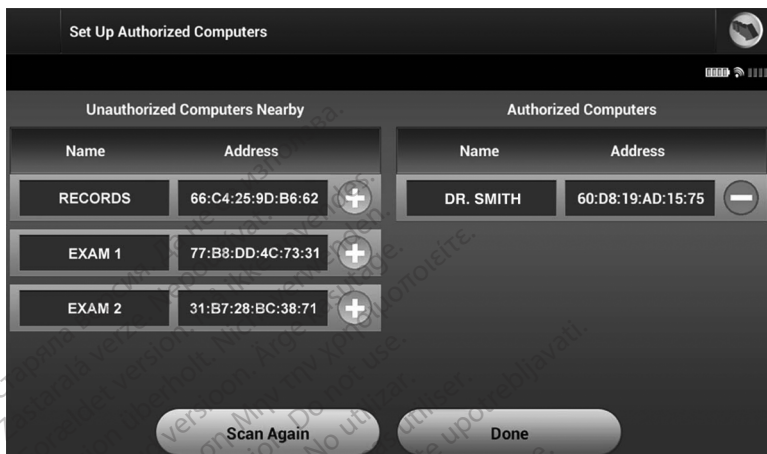 Set Up Authorized Computers
Unauthorized Computers Nearby
Name Address
RECORDS 66:C4:25:9D:B6:62
EXAM 1 77:B8:DD:4C:73:31
EXAM 2 31:B7:28:BC:38:71
Authorized Computers
Name Address
DR. SMITH 60:D8:19:AD:15:75
Scan Again Done